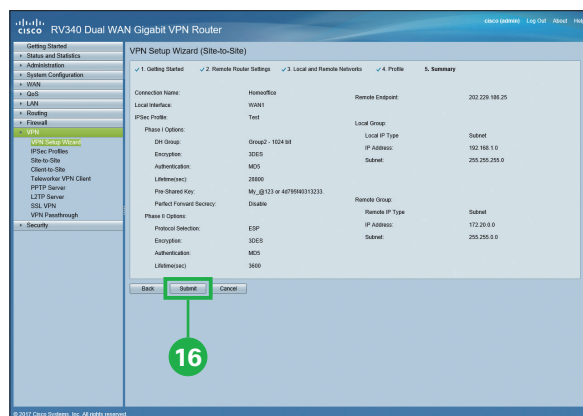 cisco RV340 Dual WAN Gigabit VPN Router
cisco (admin) Log Out About Help
Getting Started
Status and Statistics
Administration
System Configuration
WAN
QoS
LAN
Routing
Firewall
VPN
VPN Setup Wizard
IPSec Profiles
Site-to-Site
Client-to-Site
Teleworker VPN Client
PPTP Server
L2TP Server
SSL VPN
VPN Passthrough
Security
VPN Setup Wizard (Site-to-Site)
1. Getting Started 2. Remote Router Settings 3. Local and Remote Networks 4. Profile 5. Summary
Connection Name: Homeoffice
Local Interface: WAN1
IPSec Profile: Test
Phase I Options:
DH Group: Group2 - 1024 bit
Encryption: 3DES
Authentication: MD5
Lifetime(sec): 28800
Pre-Shared Key: My_@123 or 4d795f40313233.
Perfect Forward Secrecy: Disable
Phase II Options:
Protocol Selection: ESP
Encryption: 3DES
Authentication: MD5
Lifetime(sec) 3600
Remote Endpoint: 202.229.186.25
Local Group:
Local IP Type Subnet
IP Address: 192.168.1.0
Subnet: 255.255.255.0
Remote Group:
Remote IP Type Subnet
IP Address: 172.20.0.0
Subnet: 255.255.0.0
Back Submit Cancel
16
© 2017 Cisco Systems, Inc. All rights reserved